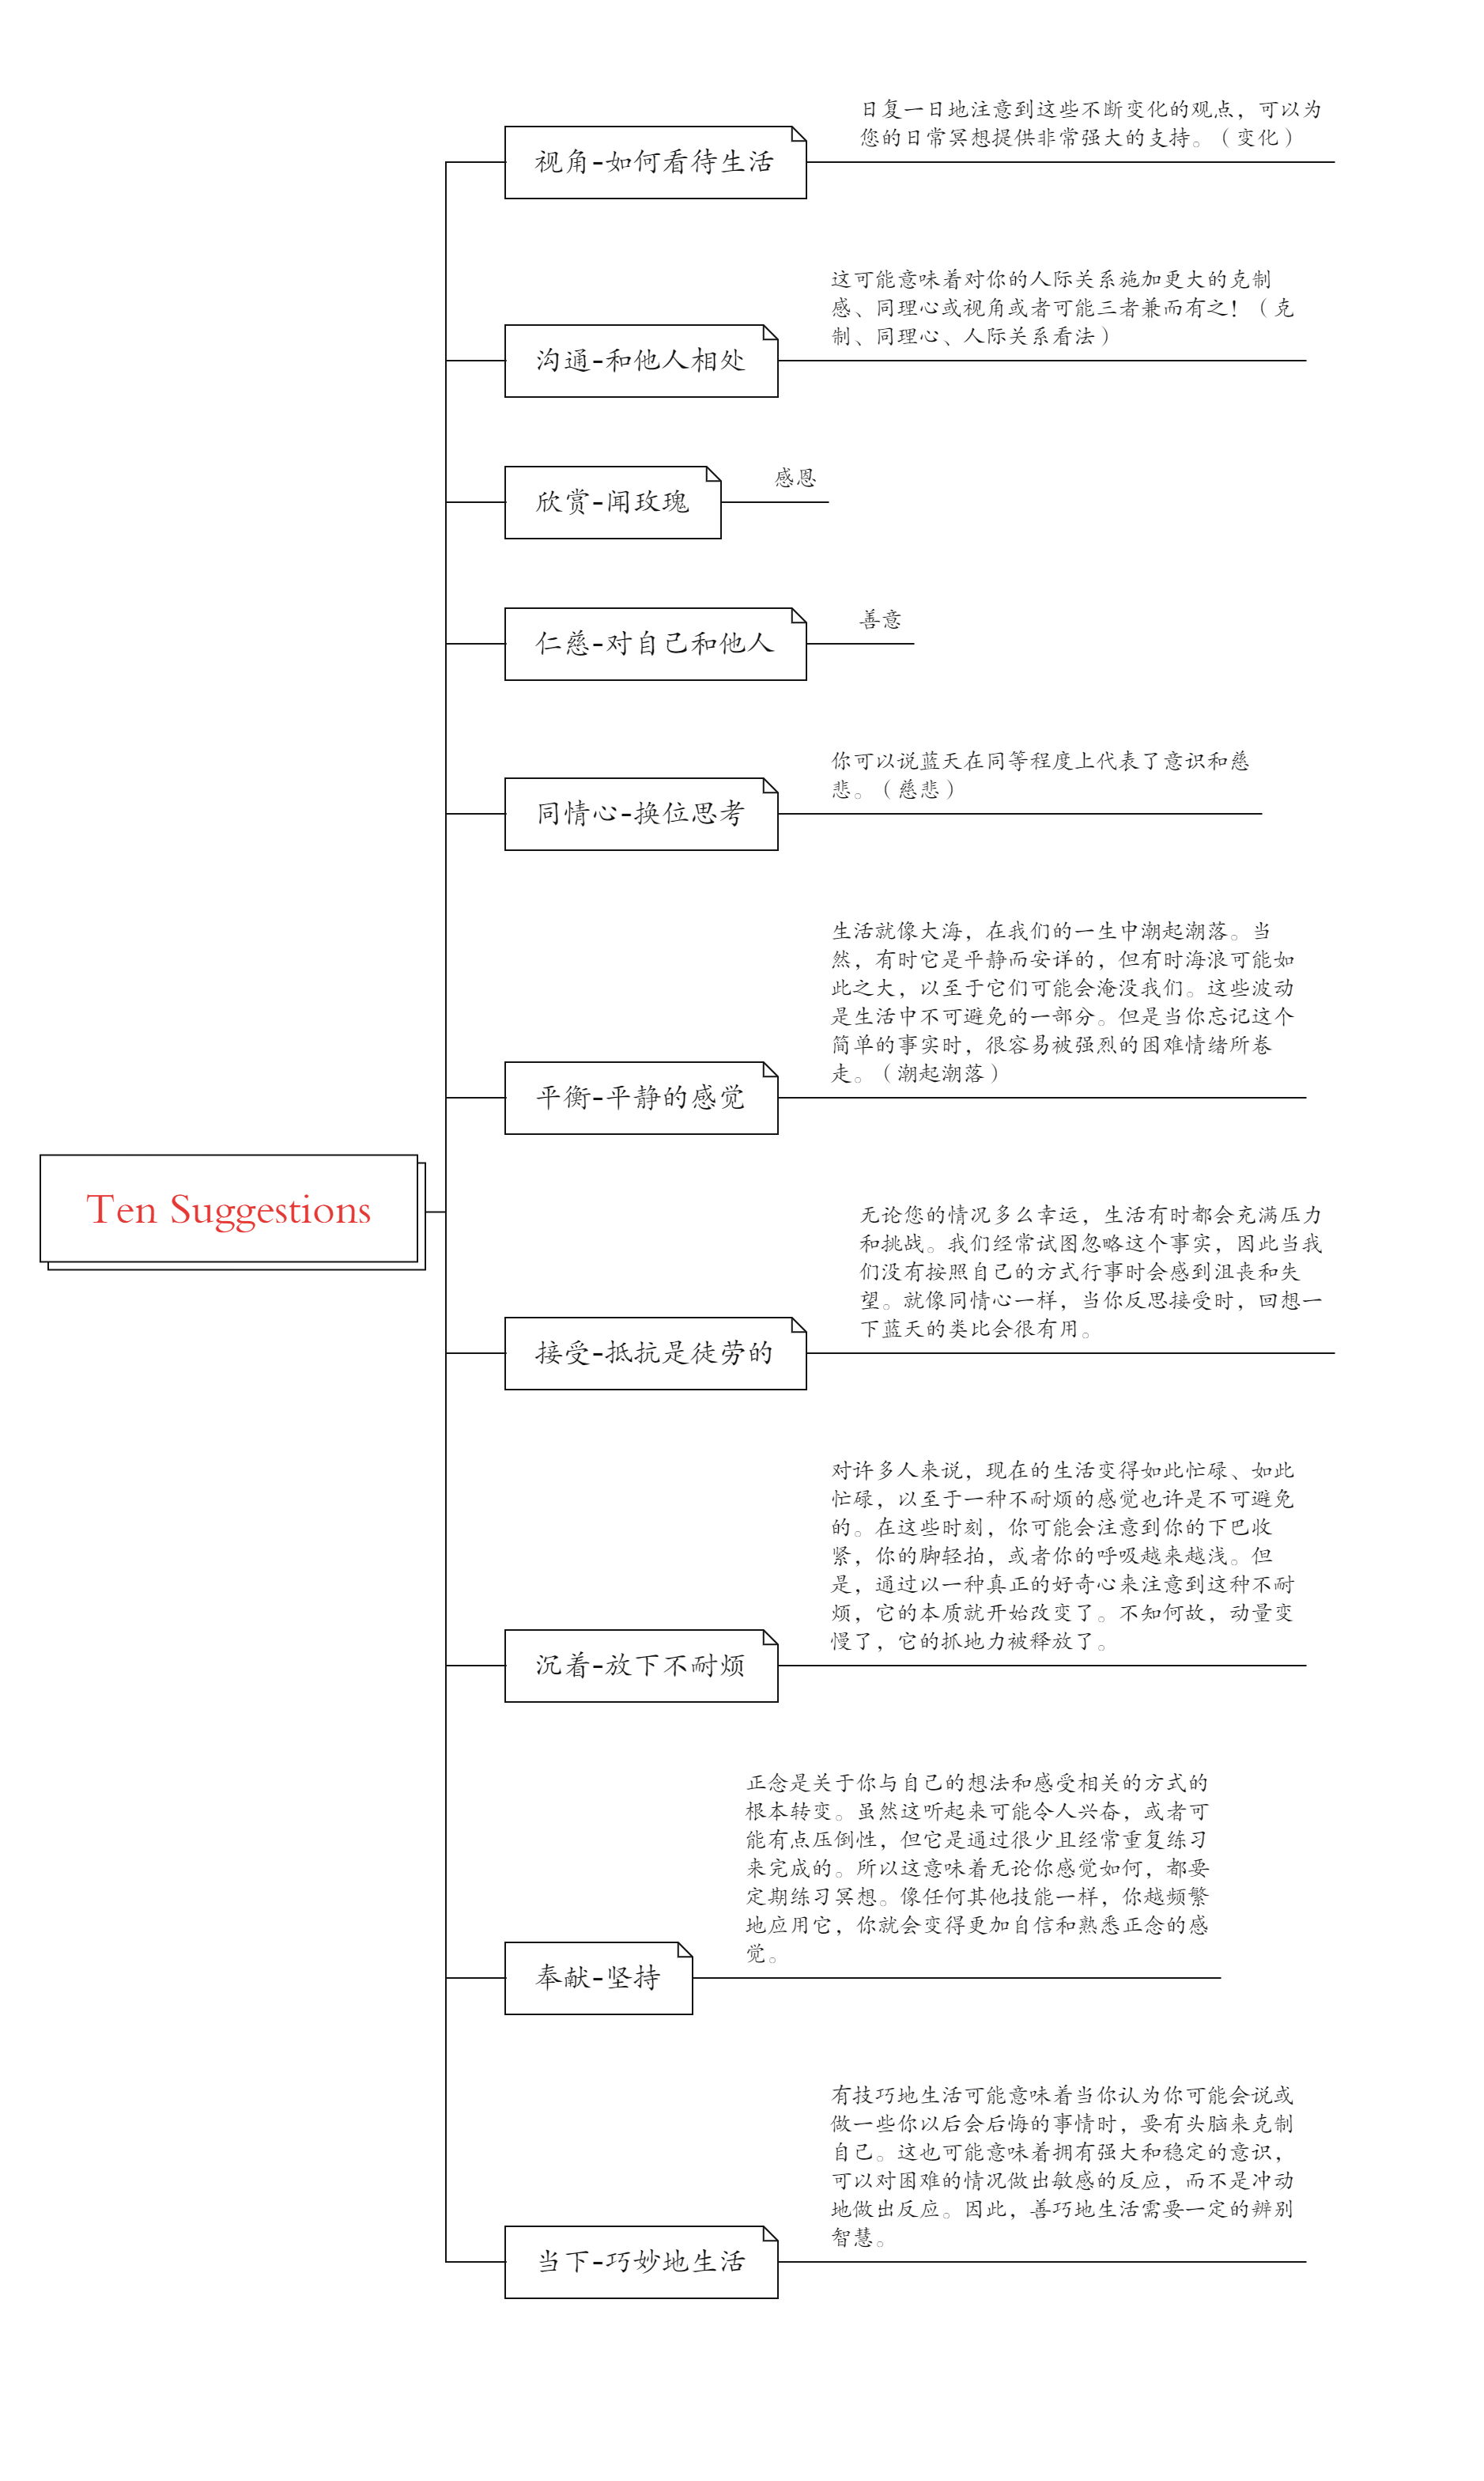 日复一日地注意到这些不断变化的观点，可以为
您的日常冥想提供非常强大的支持。（变化）
视角-如何看待生活
这可能意味着对你的人际关系施加更大的克制
感、同理心或视角或者可能三者兼而有之！（克
制、同理心、人际关系看法）
沟通-和他人相处
感恩
欣赏-闻玫瑰
善意
仁慈-对自己和他人
你可以说蓝天在同等程度上代表了意识和慈
悲。（慈悲）
同情心-换位思考
生活就像大海，在我们的一生中潮起潮落。当
然，有时它是平静而安详的，但有时海浪可能如
此之大，以至于它们可能会淹没我们。这些波动
是生活中不可避免的一部分。但是当你忘记这个
简单的事实时，很容易被强烈的困难情绪所卷
走。（潮起潮落）
平衡-平静的感觉
Ten Suggestions
无论您的情况多么幸运，生活有时都会充满压力
和挑战。我们经常试图忽略这个事实，因此当我
们没有按照自己的方式行事时会感到沮丧和失
望。就像同情心一样，当你反思接受时，回想一
下蓝天的类比会很有用。
接受-抵抗是徒劳的
对许多人来说，现在的生活变得如此忙碌、如此
忙碌，以至于一种不耐烦的感觉也许是不可避免
的。在这些时刻，你可能会注意到你的下巴收
紧，你的脚轻拍，或者你的呼吸越来越浅。但
是，通过以一种真正的好奇心来注意到这种不耐
烦，它的本质就开始改变了。不知何故，动量变
慢了，它的抓地力被释放了。
沉着-放下不耐烦
正念是关于你与自己的想法和感受相关的方式的
根本转变。虽然这听起来可能令人兴奋，或者可
能有点压倒性，但它是通过很少且经常重复练习
来完成的。所以这意味着无论你感觉如何，都要
定期练习冥想。像任何其他技能一样，你越频繁
地应用它，你就会变得更加自信和熟悉正念的感
觉。
奉献-坚持
有技巧地生活可能意味着当你认为你可能会说或
做一些你以后会后悔的事情时，要有头脑来克制
自己。这也可能意味着拥有强大和稳定的意识，
可以对困难的情况做出敏感的反应，而不是冲动
地做出反应。因此，善巧地生活需要一定的辨别
智慧。
当下-巧妙地生活